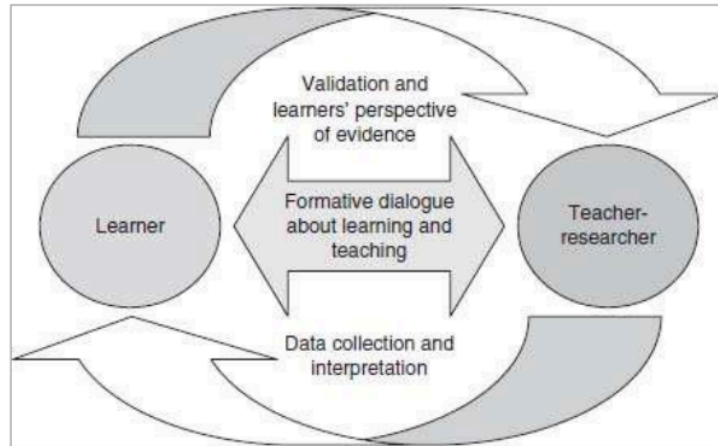 Validation and
learners' perspective
of evidence
Learner
Formative dialogue
about learning and
teaching
Teacher-
researcher
Data collection and
interpretation